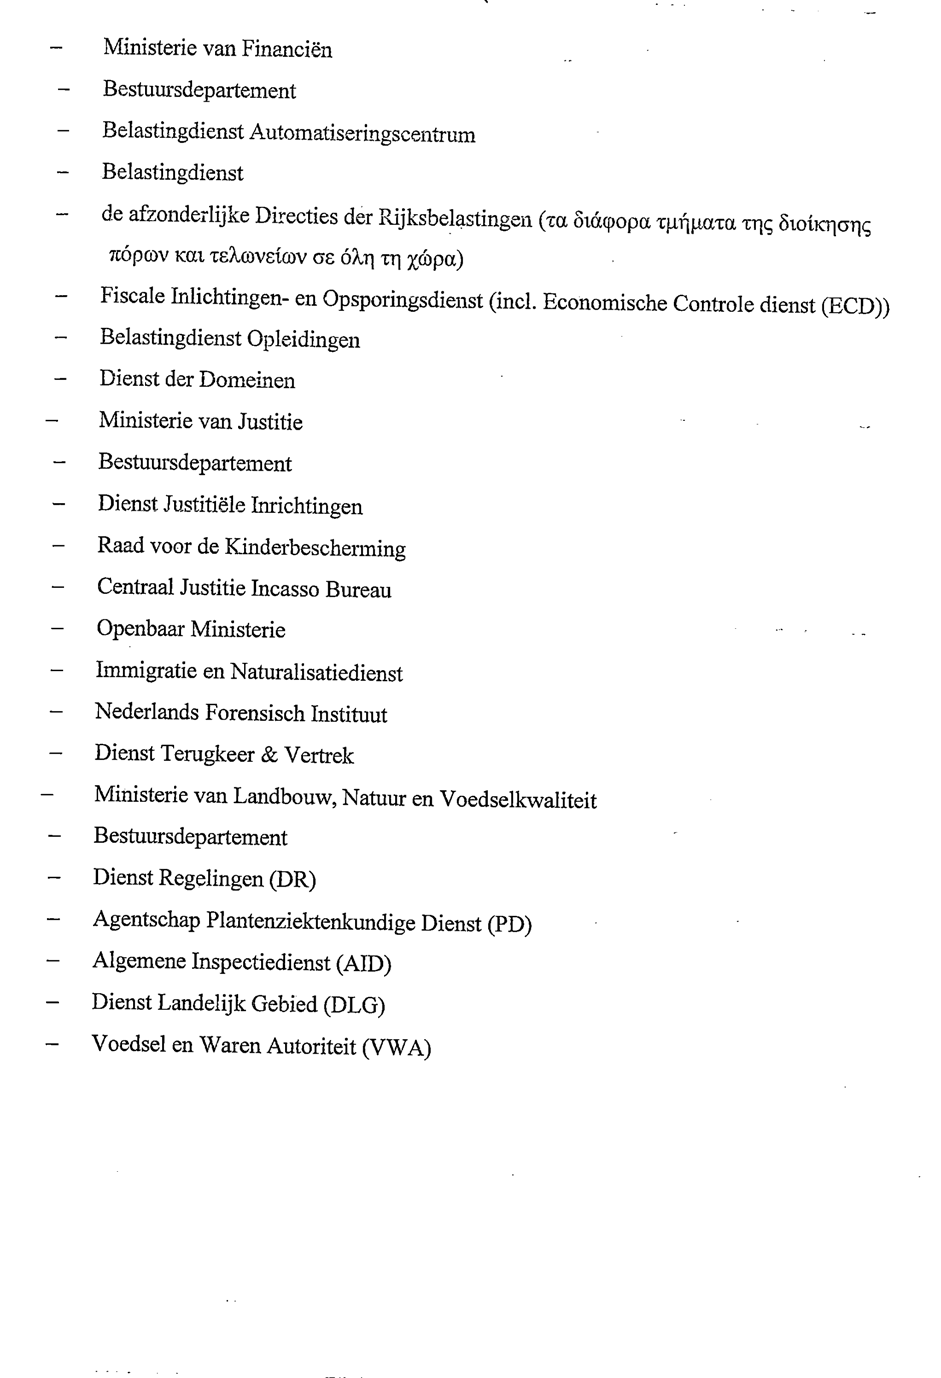 – Ministerie van Financiën
– Bestuursdepartement
– Belastingdienst Automatiseringscentrum
– Belastingdienst
– de afzonderlijke Directies der Rijksbelastingen (τα διάφορα τμήματα της διοίκησης
πόρων και τελωνείων σε όλη τη χώρα)
– Fiscale Inlichtingen- en Opsporingsdienst (incl. Economische Controle dienst (ECD))
– Belastingdienst Opleidingen
– Dienst der Domeinen
– Ministerie van Justitie
– Bestuursdepartement
– Dienst Justitiële Inrichtingen
– Raad voor de Kinderbescherming
– Centraal Justitie Incasso Bureau
– Openbaar Ministerie
– Immigratie en Naturalisatiedienst
– Nederlands Forensisch Instituut
– Dienst Terugkeer & Vertrek
– Ministerie van Landbouw, Natuur en Voedselkwaliteit
– Bestuursdepartement
– Dienst Regelingen (DR)
– Agentschap Plantenziektenkundige Dienst (PD)
– Algemene Inspectiedienst (AID)
– Dienst Landelijk Gebied (DLG)
– Voedsel en Waren Autoriteit (VWA)